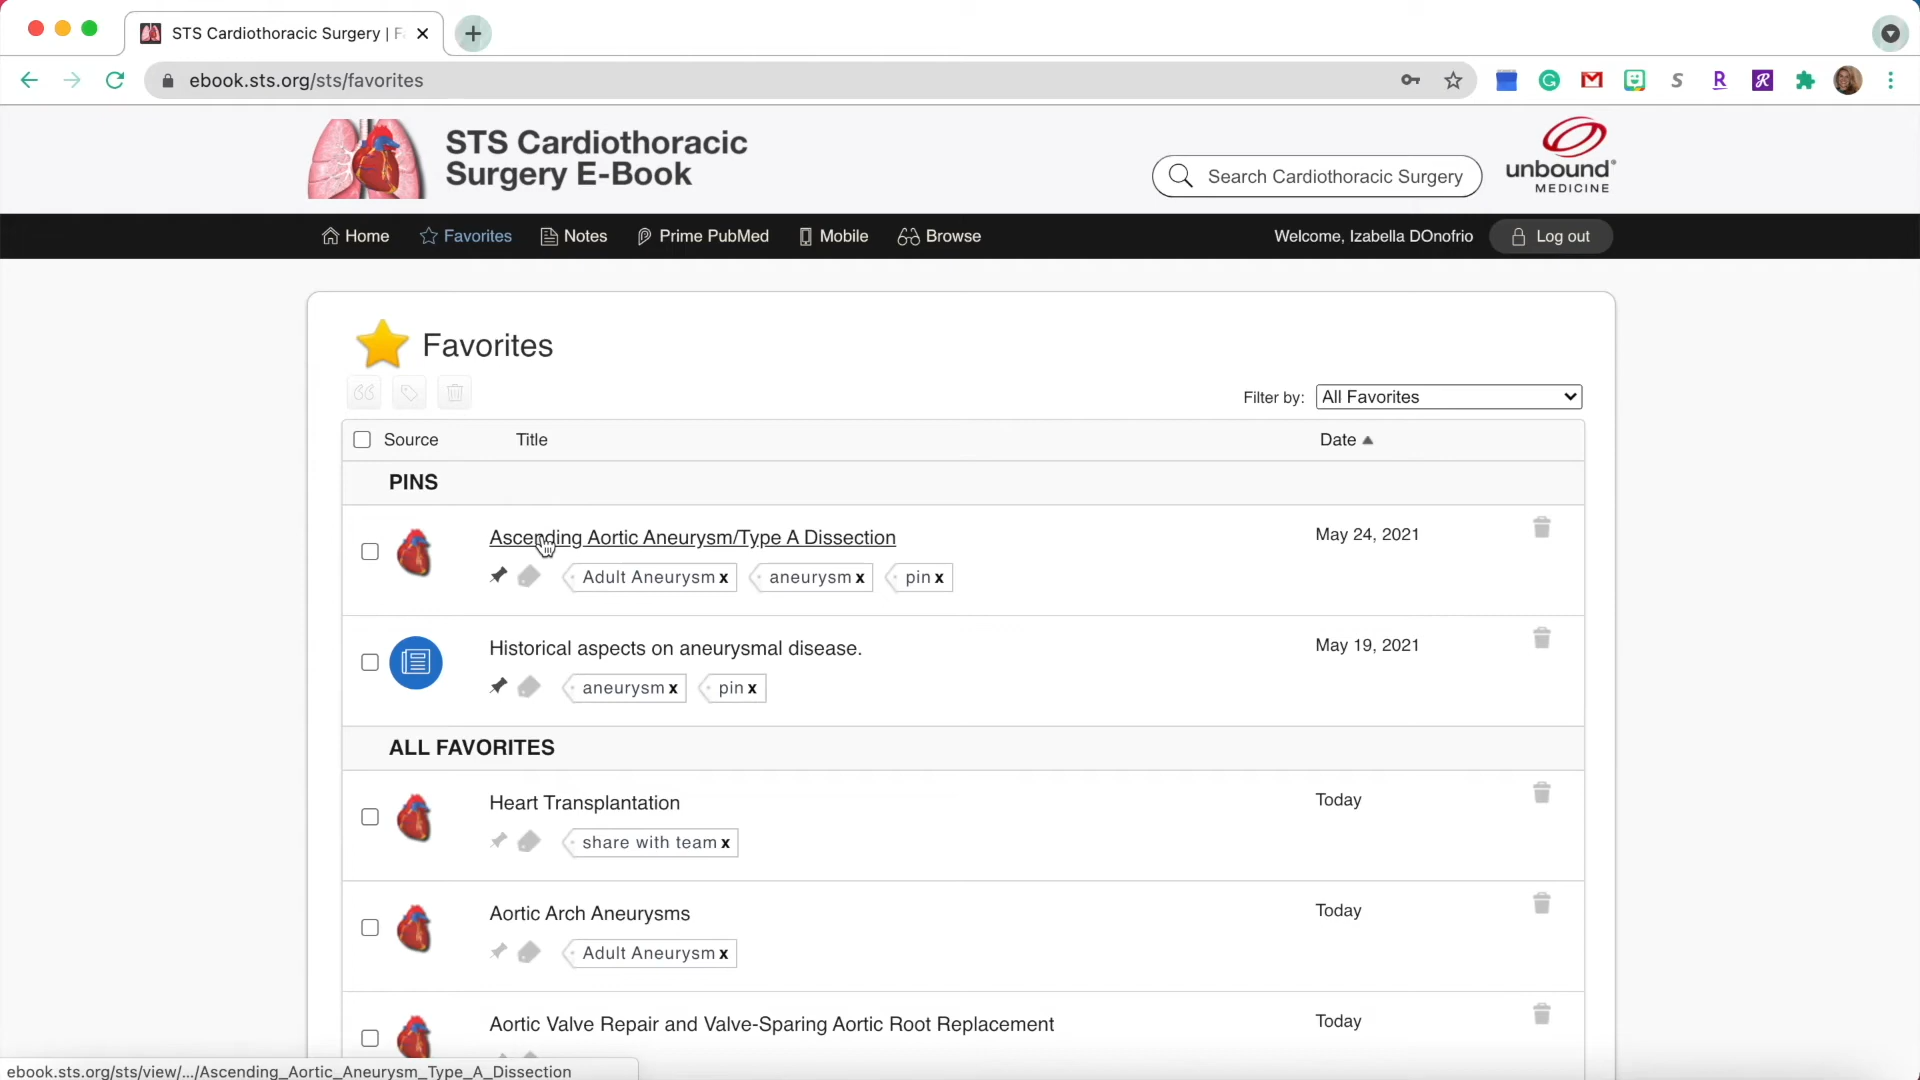 STS Cardiothoracic Surgery | F
ebook.sts.org/sts/favorites
STS Cardiothoracic
Surgery E-Book
Search Cardiothoracic Surgery
unbound®
MEDICINE
Home
Favorites
Notes
Prime PubMed
Mobile
Browse
Welcome, Izabella DOnofrio
Log out
Favorites
Filter by:
All Favorites
Source
Title
Date
PINS
Ascending Aortic Aneurysm/Type A Dissection
May 24, 2021
Adult Aneurysm x
aneurysm x
pin x
Historical aspects on aneurysmal disease.
May 19, 2021
aneurysm x
pin x
ALL FAVORITES
Heart Transplantation
Today
share with team x
Aortic Arch Aneurysms
Today
Adult Aneurysm x
Aortic Valve Repair and Valve-Sparing Aortic Root Replacement
Today
ebook.sts.org/sts/view/.../Ascending_Aortic_Aneurysm_Type_A_Dissection